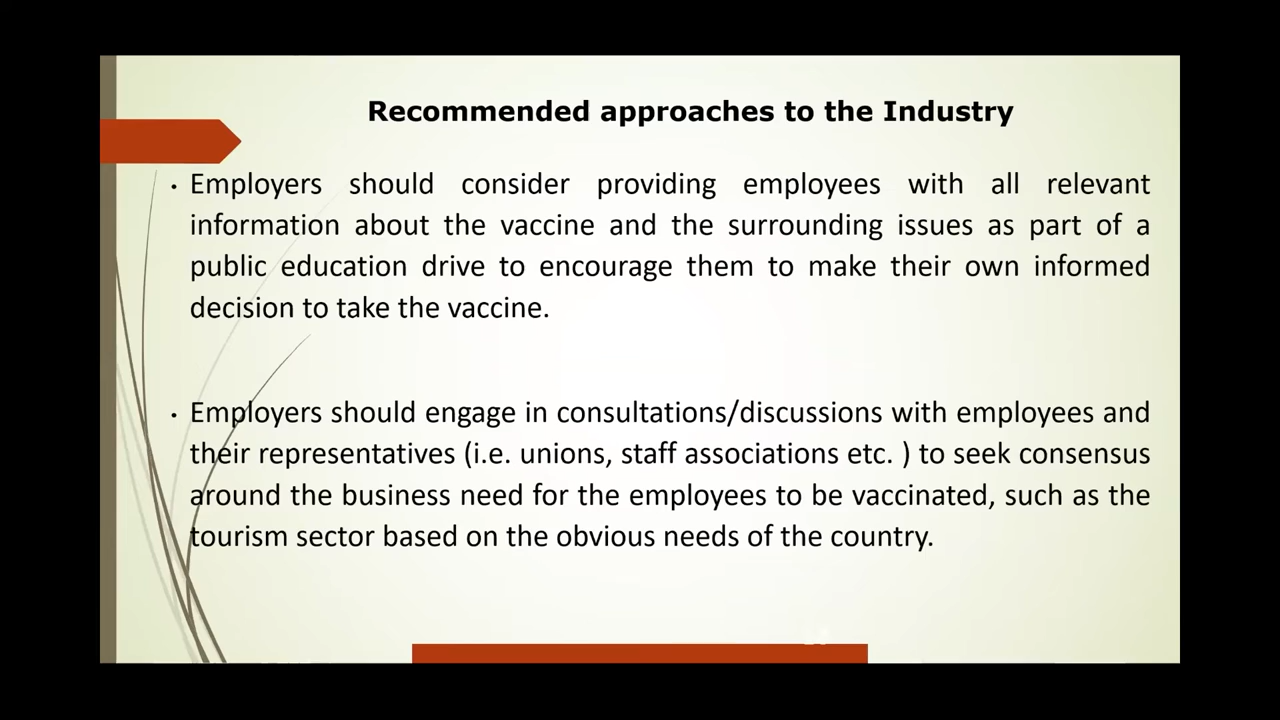 Recommended approaches to the Industry
• Employers should consider providing employees with all relevant
information about the vaccine and the surrounding issues as part of a
public education drive to encourage them to make their own informed
decision to take the vaccine.
• Employers should engage in consultations/discussions with employees and
their representatives (i.e. unions, staff associations etc. ) to seek consensus
around the business need for the employees to be vaccinated, such as the
tourism sector based on the obvious needs of the country.